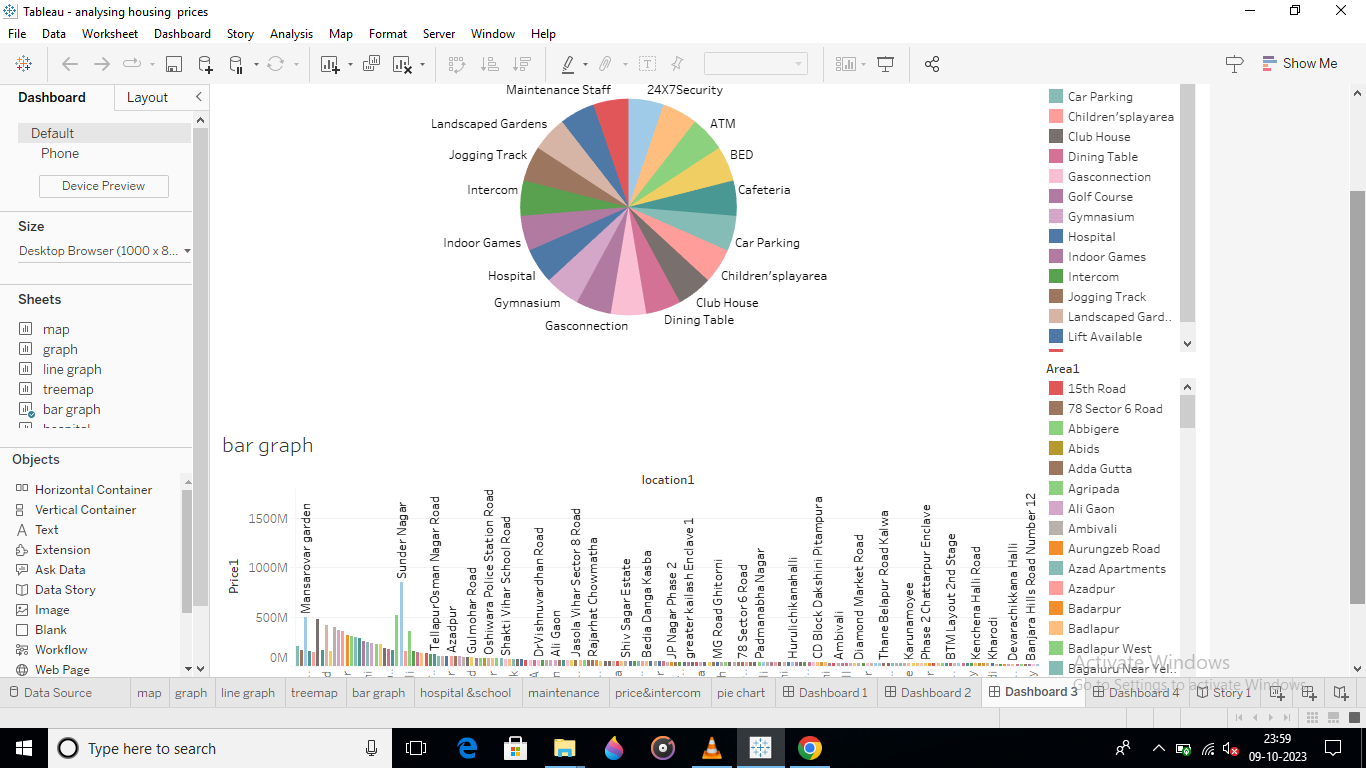 Tableau - analysing housing prices
File Data Worksheet Dashboard Story Analysis Map Format Server Window Help
Show Me
Dashboard Layout
Default
Phone
Device Preview
Size
Desktop Browser (1000 x 8...
Sheets
map
graph
line graph
treemap
bar graph
Objects
Horizontal Container
Vertical Container
Text
Extension
Ask Data
Data Story
Image
Blank
Workflow
Web Page
Maintenance Staff
24X7Security
Landscaped Gardens
ATM
Jogging Track
BED
Intercom
Cafeteria
Indoor Games
Car Parking
Hospital
Children'splayarea
Gymnasium
Club House
Gasconnection
Dining Table
Car Parking
Children'splayarea
Club House
Dining Table
Gasconnection
Golf Course
Gymnasium
Hospital
Indoor Games
Intercom
Jogging Track
Landscaped Gard..
Lift Available
Area1
15th Road
78 Sector 6 Road
Abbigere
Abids
Adda Gutta
Agripada
Ali Gaon
Ambivali
Aurungzeb Road
Azad Apartments
Azadpur
Badarpur
Badlapur
Badlapur West
Bagaluru Near Yel..
bar graph
location1
Price1
1500M
1000M
500M
0M
Mansarovar garden
Sunder Nagar
TellapurOsman Nagar Road
Azadpur
Gulmohar Road
Oshiwara Police Station Road
Shakti Vihar School Road
Dr Vishnuvardhan Road
Ali Gaon
Jasola Vihar Sector 8 Road
Rajarhat Chowmatha
Shiv Sagar Estate
Bedia Danga Kasba
JP Nagar Phase 2
greater kailash Enclave 1
MG Road Ghitorni
78 Sector 6 Road
Padmanabha Nagar
Hurulichikanahalli
CD Block Dakshini Pitampura
Ambivali
Diamond Market Road
Thane Belapur Road Kalwa
Karunamoyee
Phase 2 Chattarpur Enclave
BTM Layout 2nd Stage
Kenchena Halli Road
Kharodi
Devarachikkana Halli
Banjara Hills Road Number 12
Activate Windows
Go to Settings to activate Windows.
Data Source map graph line graph treemap bar graph hospital &school maintenance price&intercom pie chart Dashboard 1 Dashboard 2 Dashboard 3 Dashboard 4 Story 1
Type here to search
23:59
09-10-2023